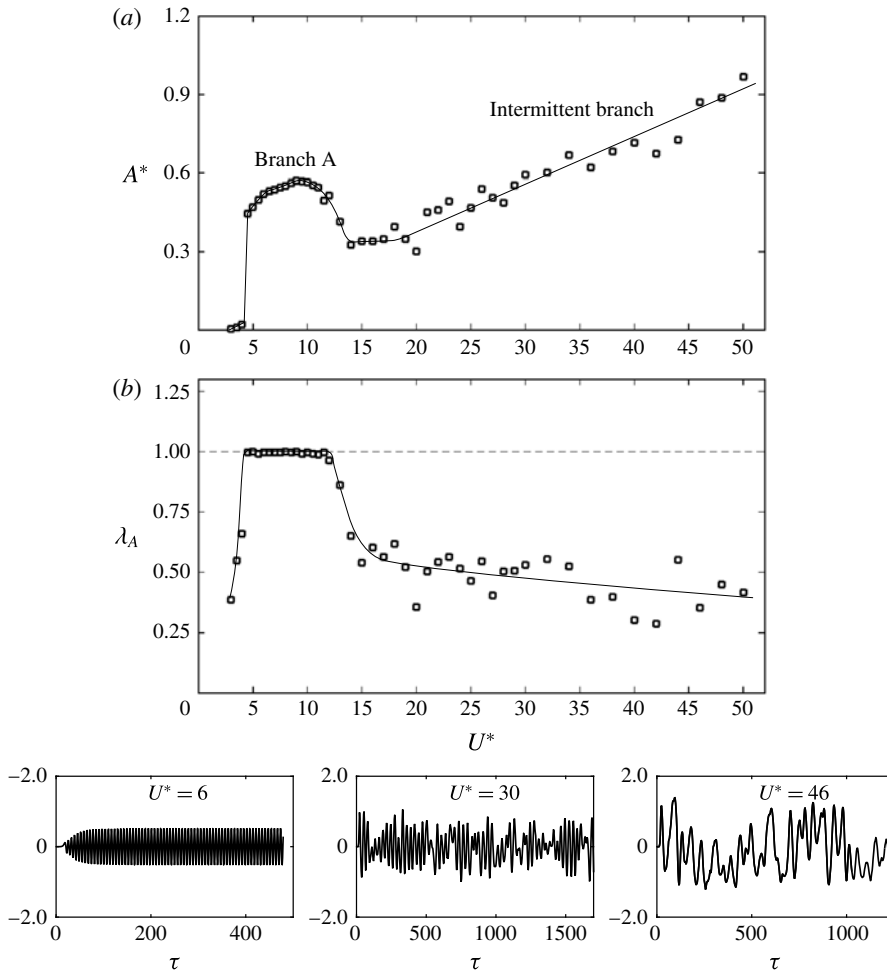 (a)
1.2
0.9
0.6
0.3
A*
Branch A
Intermittent branch
0 5 10 15 20 25 30 35 40 45 50
(b)
1.25
1.00
0.75
0.50
0.25
λA
0 5 10 15 20 25 30 35 40 45 50
U*
−2.0
0
−2.0
U* = 6
0 200 400
τ
2.0
0
−2.0
U* = 30
0 500 1000 1500
τ
2.0
0
−2.0
U* = 46
0 500 1000
τ